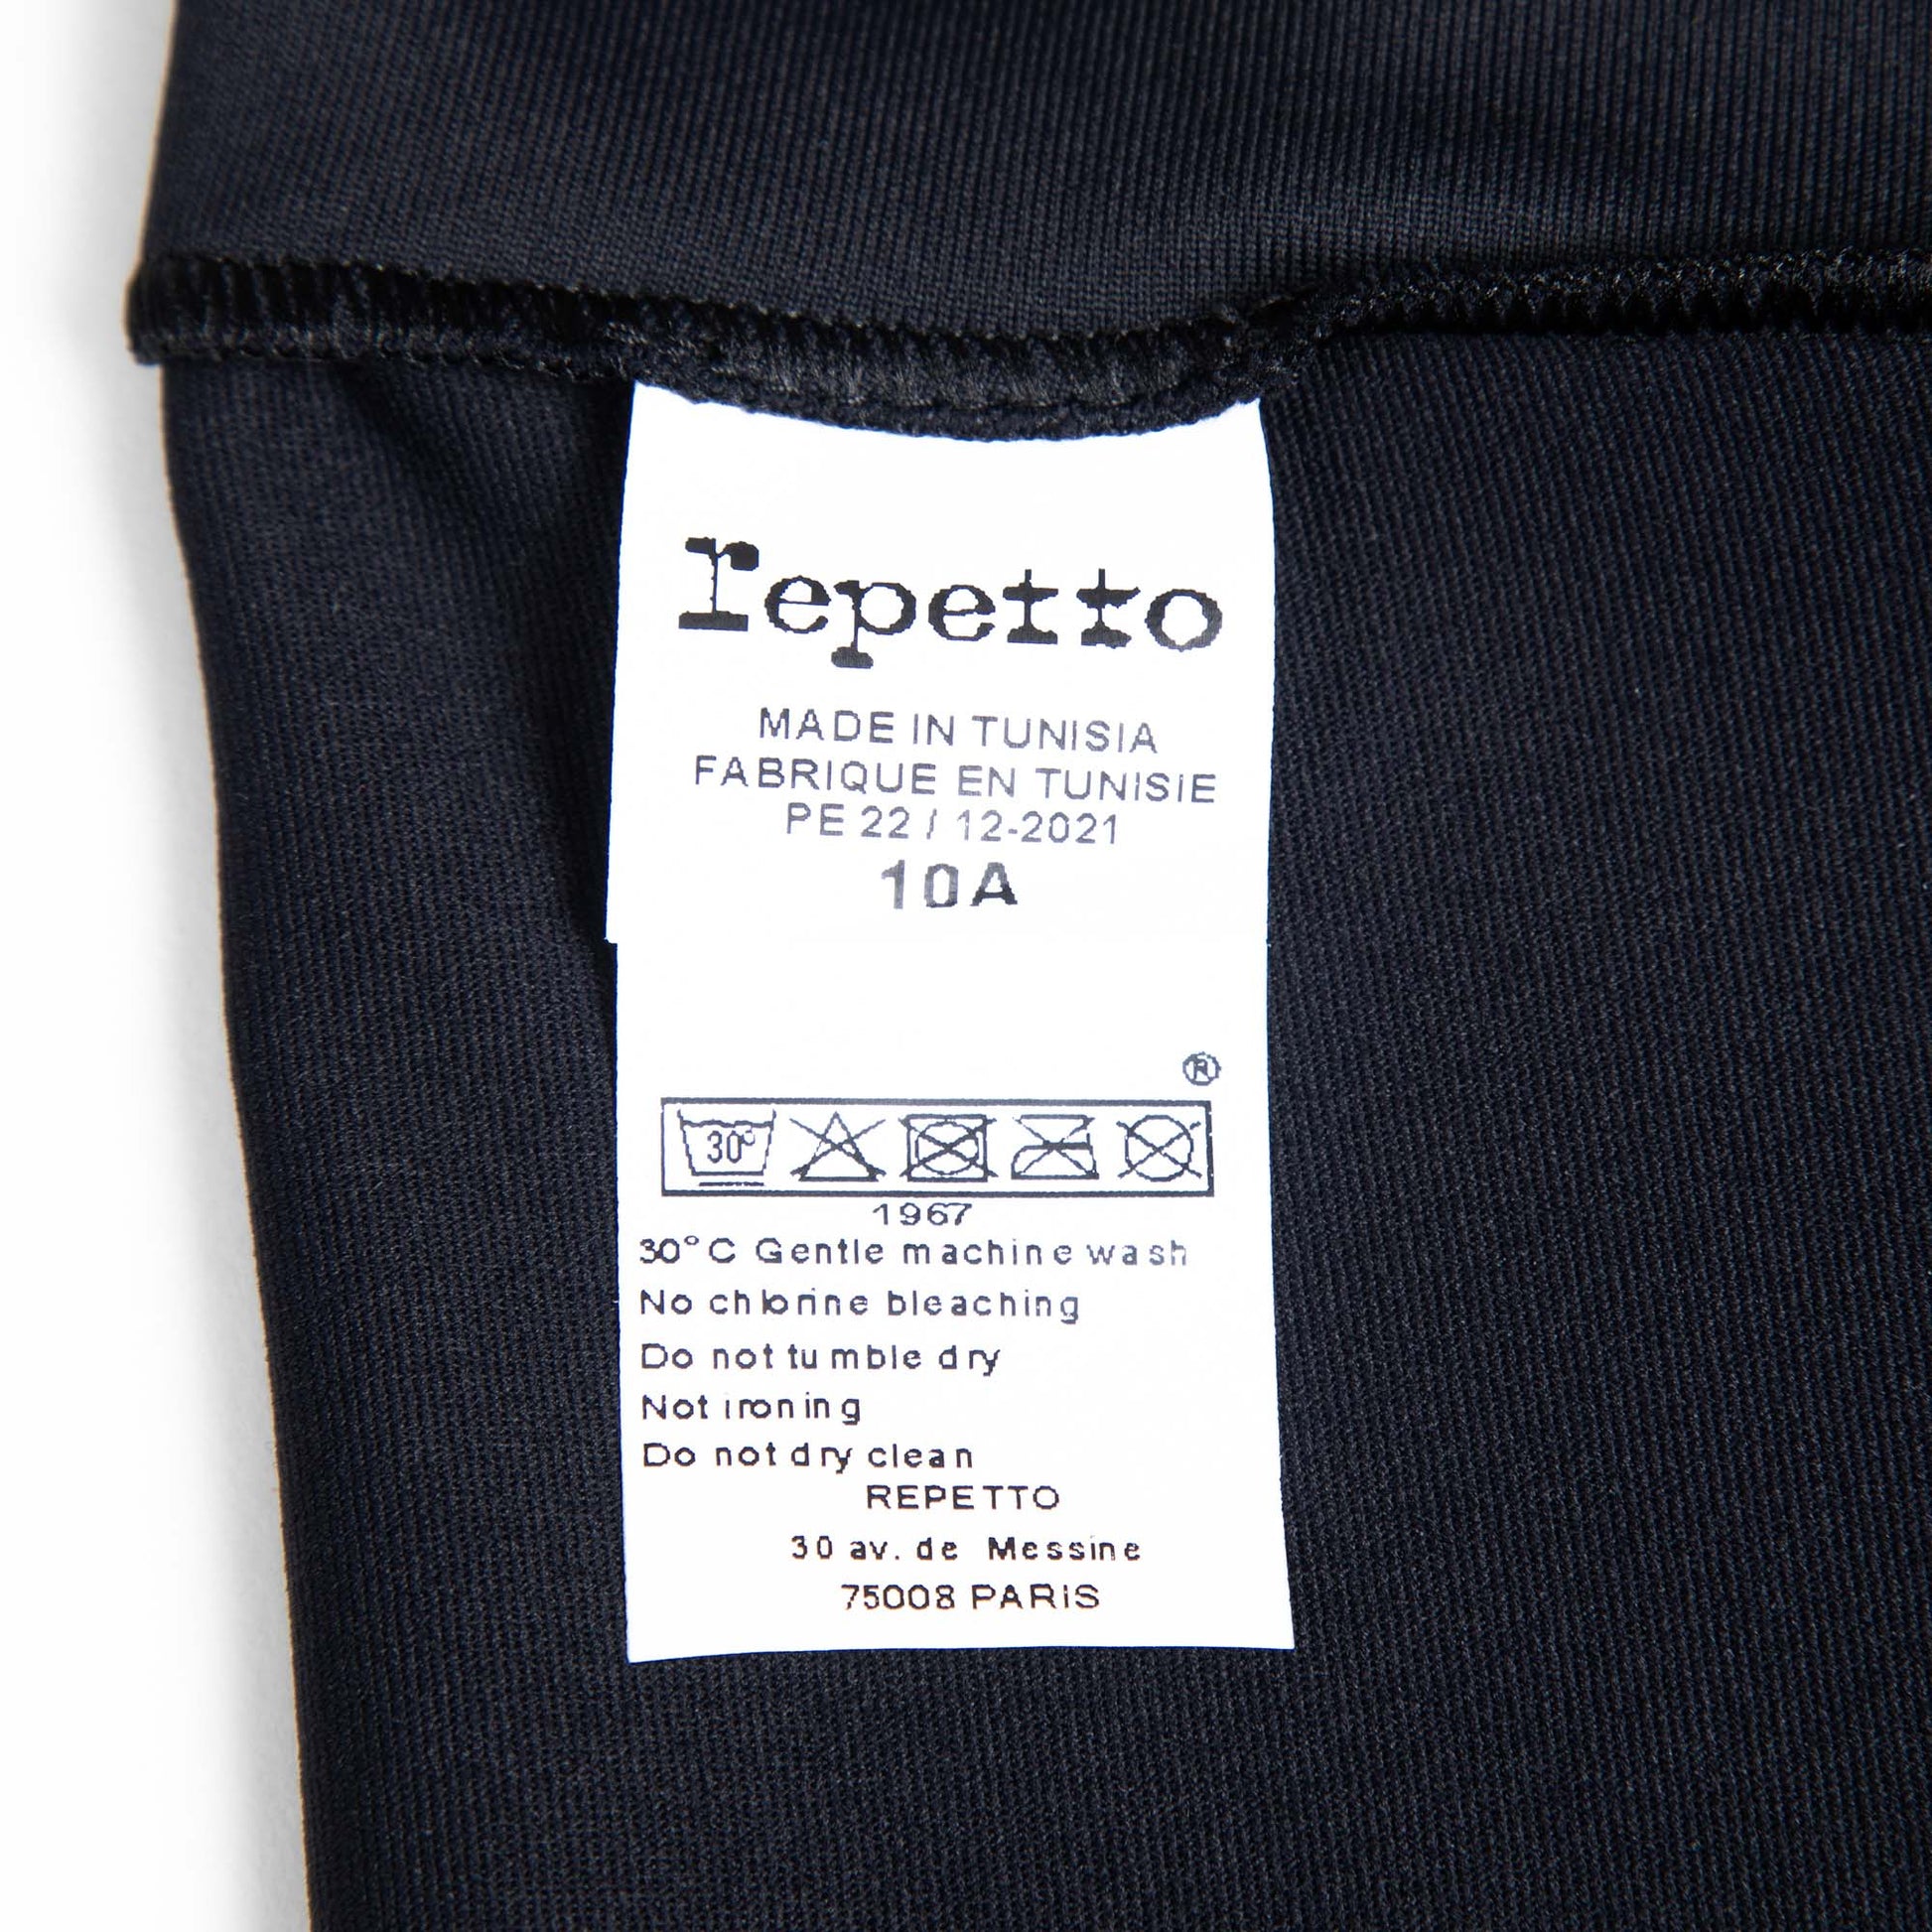 repetto
MADE IN TUNISIA
FABRIQUE EN TUNISIE
PE 22 / 12-2021
10A
®
30°
1967
30°C Gentle machine wash
No chlorine bleaching
Do not tumble dry
Not ironing
Do not dry clean
REPETTO
30 av. de Messine
75008 PARIS